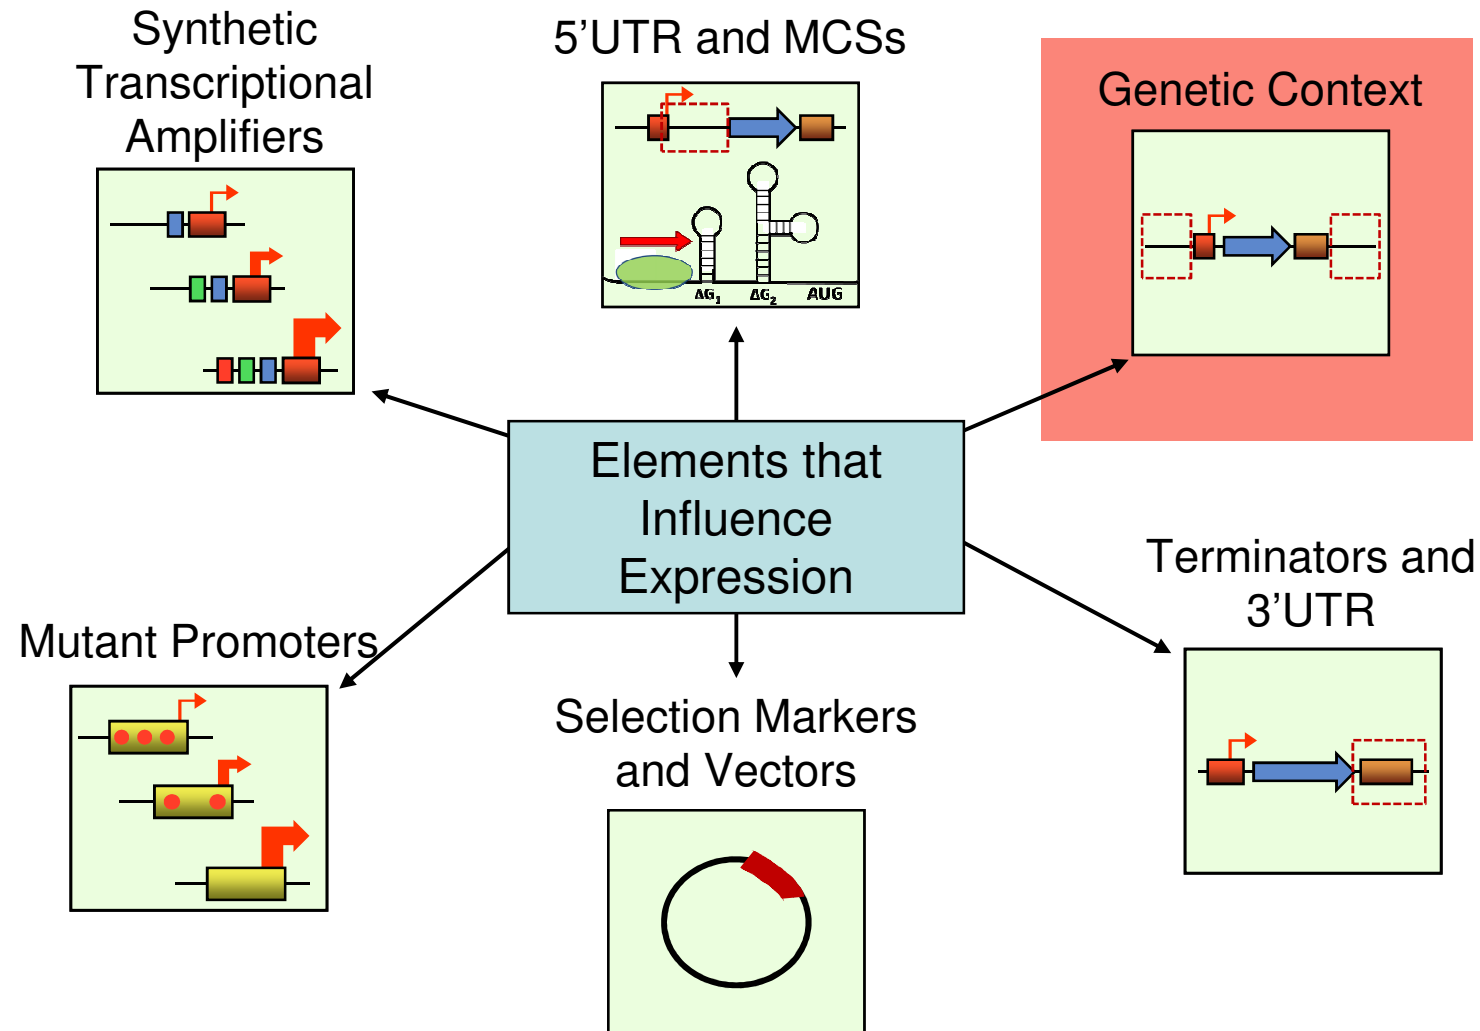 Synthetic
Transcriptional
Amplifiers
5’UTR and MCSs
ΔG1
ΔG2
AUG
Genetic Context
Elements that
Influence
Expression
Mutant Promoters
Selection Markers
and Vectors
Terminators and
3’UTR